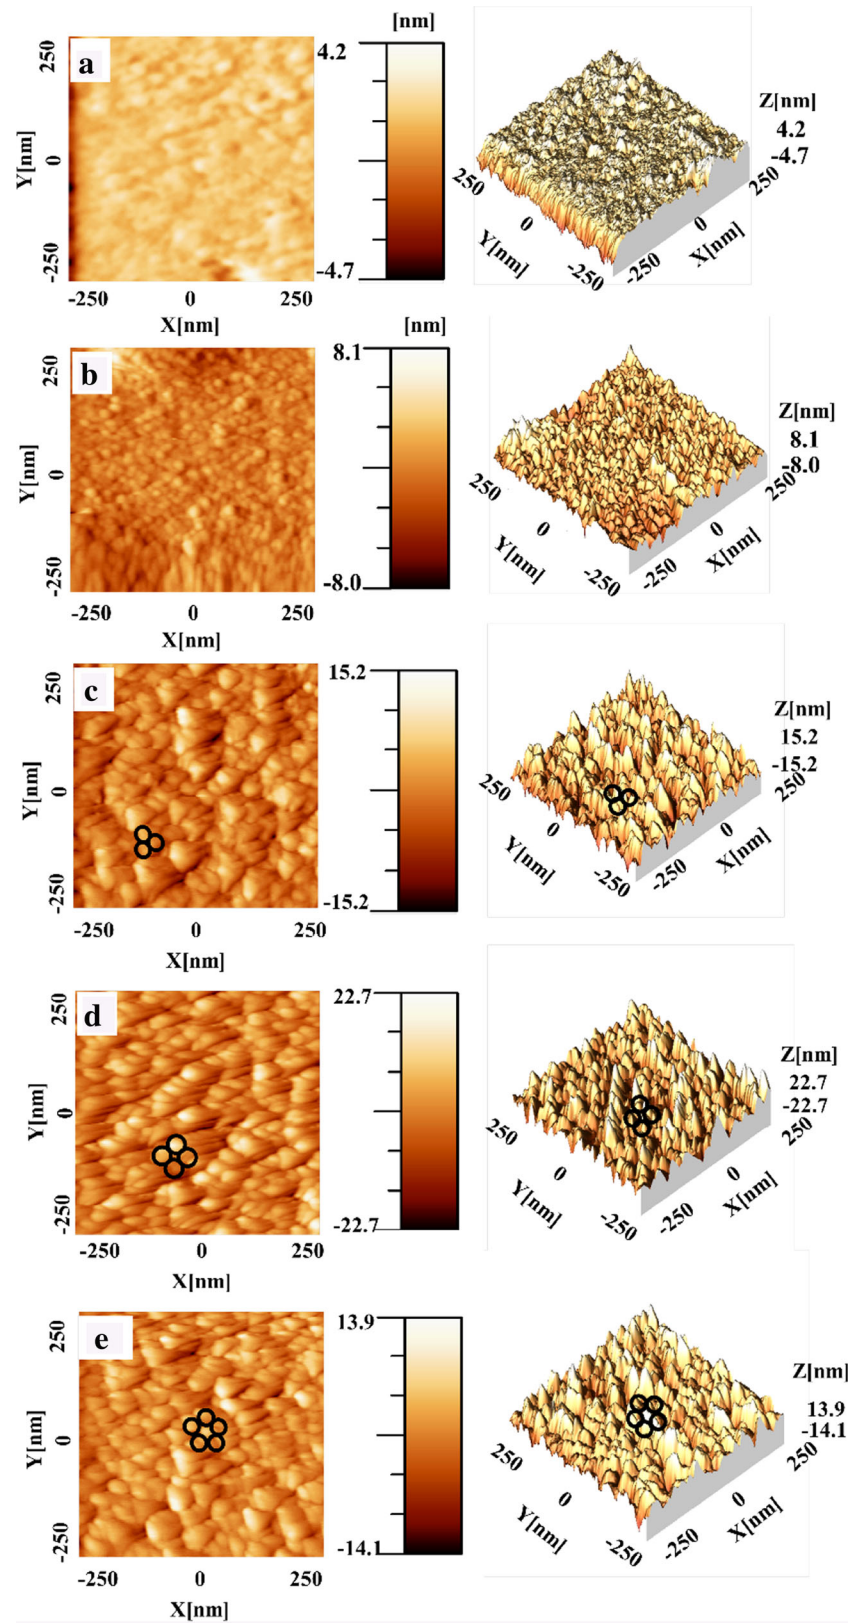 [nm]
a
250
0
-250
Y[nm]
-250 0 250
X[nm]
4.2
-4.7
Z[nm]
4.2
-4.7
250
0
-250
Y[nm]
-250
0
250
X[nm]
[nm]
b
250
0
-250
Y[nm]
-250 0 250
X[nm]
8.1
-8.0
Z[nm]
8.1
-8.0
250
0
-250
Y[nm]
-250
0
250
X[nm]
c
250
0
-250
Y[nm]
-250 0 250
X[nm]
15.2
-15.2
Z[nm]
15.2
-15.2
250
0
-250
Y[nm]
-250
0
250
X[nm]
d
250
0
-250
Y[nm]
-250 0 250
X[nm]
22.7
-22.7
Z[nm]
22.7
-22.7
250
0
-250
Y[nm]
-250
0
250
X[nm]
e
250
0
-250
Y[nm]
-250 0 250
X[nm]
13.9
-14.1
Z[nm]
13.9
-14.1
250
0
-250
Y[nm]
-250
0
250
X[nm]